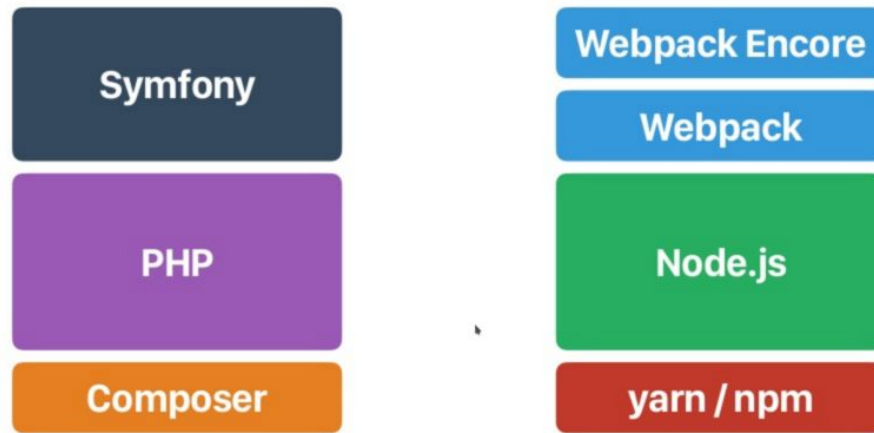 Symfony
PHP
Composer
Webpack Encore
Webpack
Node.js
yarn / npm